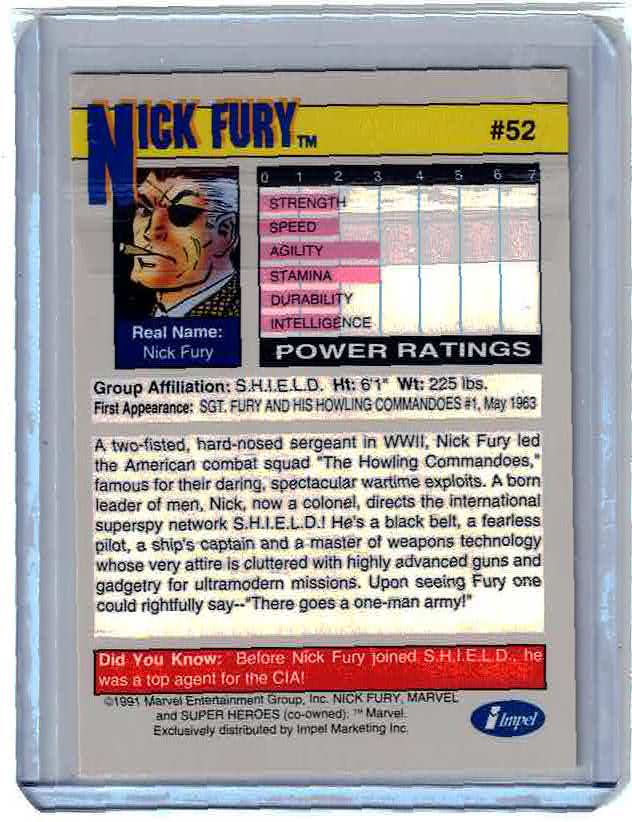 NICK FURY™
#52
0 1 2 3 4 5 6 7
STRENGTH
SPEED
AGILITY
STAMINA
DURABILITY
INTELLIGENCE
POWER RATINGS
Real Name:
Nick Fury
Group Affiliation: S.H.I.E.L.D. Ht: 6'1" Wt: 225 lbs.
First Appearance: SGT. FURY AND HIS HOWLING COMMANDOES #1, May 1963
A two-fisted, hard-nosed sergeant in WWII, Nick Fury led
the American combat squad "The Howling Commandoes,"
famous for their daring, spectacular wartime exploits. A born
leader of men, Nick, now a colonel, directs the international
superspy network S.H.I.E.L.D.! He's a black belt, a fearless
pilot, a ship's captain and a master of weapons technology
whose very attire is cluttered with highly advanced guns and
gadgetry for ultramodern missions. Upon seeing Fury one
could rightfully say--"There goes a one-man army!"
Did You Know: Before Nick Fury joined S.H.I.E.L.D., he
was a top agent for the CIA!
©1991 Marvel Entertainment Group, Inc. NICK FURY, MARVEL
and SUPER HEROES (co-owned): ™ Marvel.
Exclusively distributed by Impel Marketing Inc.
Impel